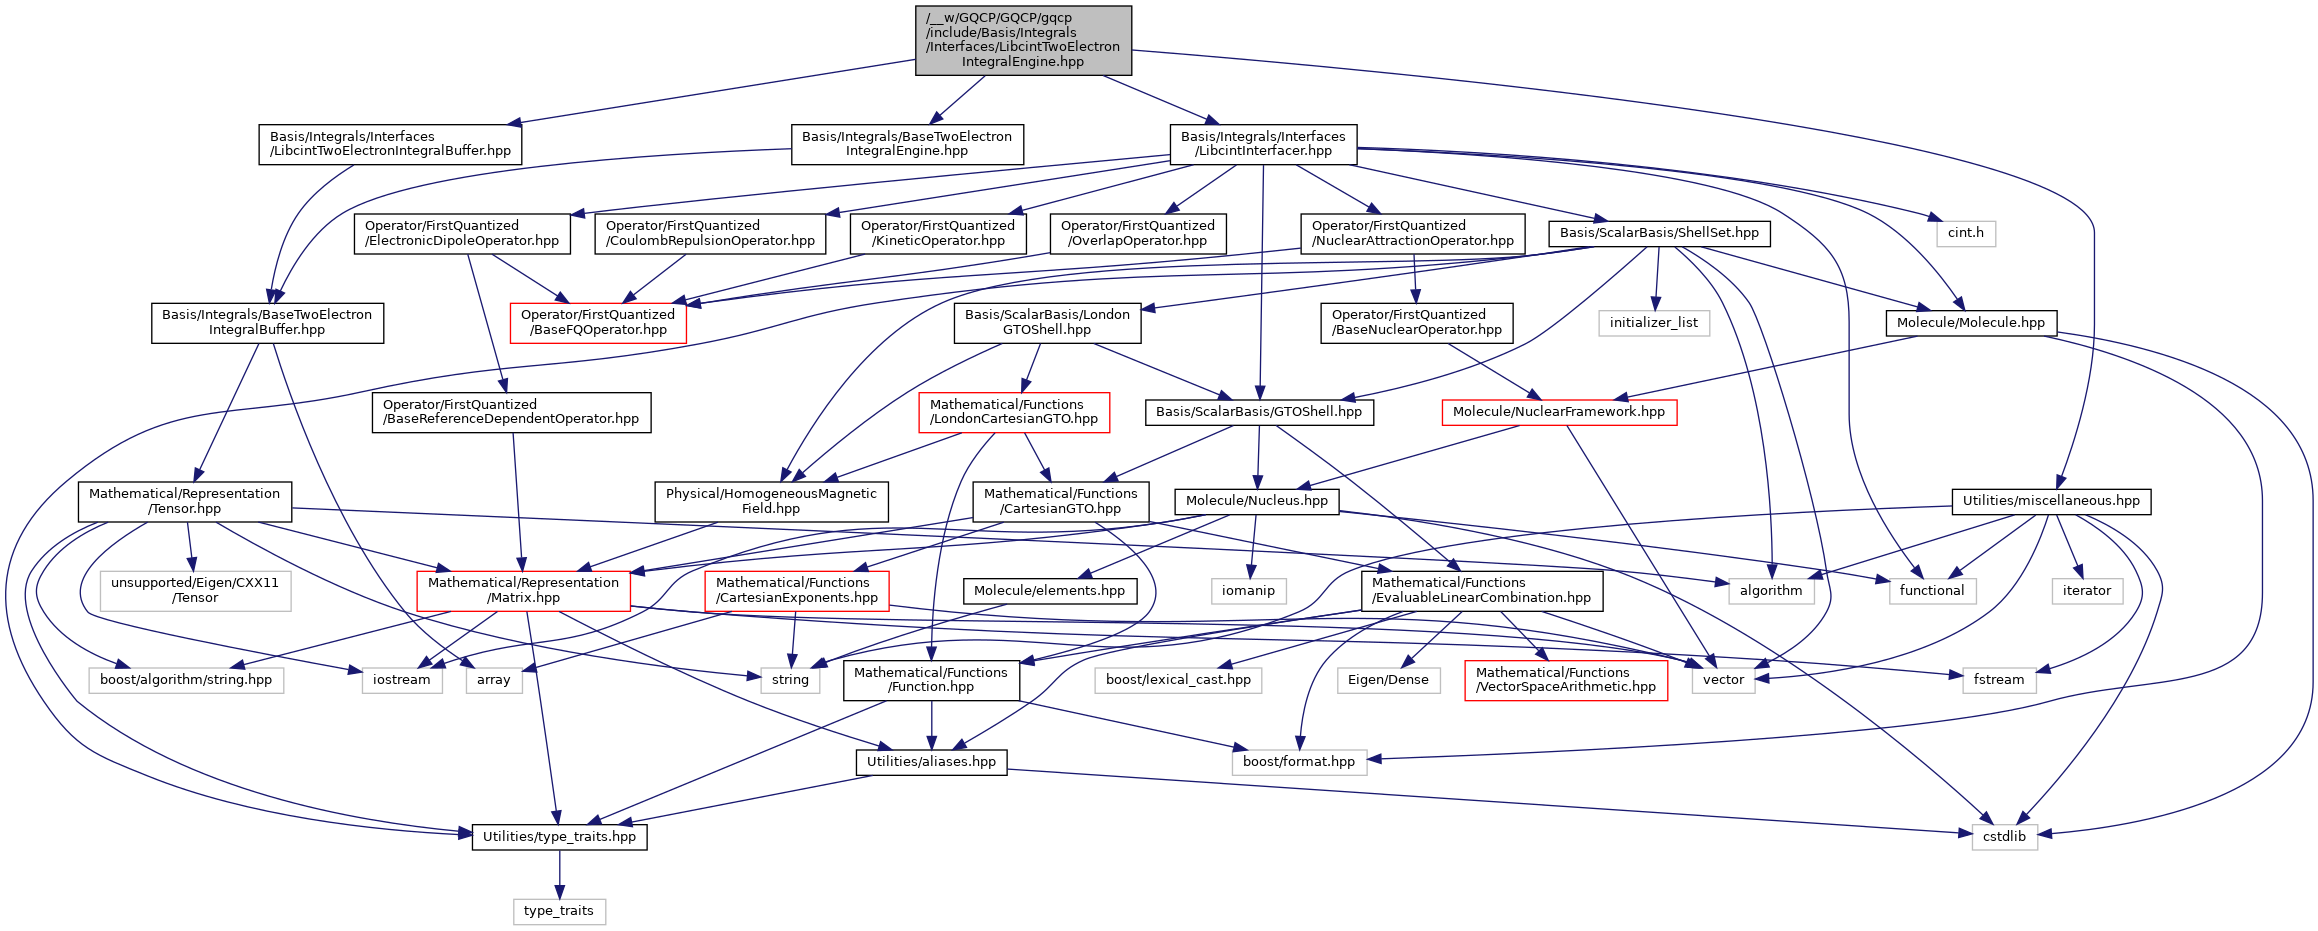 /__w/GQCP/GQCP/gqcp
/include/Basis/Integrals
/Interfaces/LibcintTwoElectron
IntegralEngine.hpp
Basis/Integrals/Interfaces
/LibcintTwoElectronIntegralBuffer.hpp
Basis/Integrals/BaseTwoElectron
IntegralEngine.hpp
Basis/Integrals/Interfaces
/LibcintInterfacer.hpp
Operator/FirstQuantized
/ElectronicDipoleOperator.hpp
Operator/FirstQuantized
/CoulombRepulsionOperator.hpp
Operator/FirstQuantized
/KineticOperator.hpp
Operator/FirstQuantized
/OverlapOperator.hpp
Operator/FirstQuantized
/NuclearAttractionOperator.hpp
Basis/ScalarBasis/ShellSet.hpp
cint.h
Basis/Integrals/BaseTwoElectron
IntegralBuffer.hpp
Operator/FirstQuantized
/BaseFQOperator.hpp
Basis/ScalarBasis/London
GTOShell.hpp
Operator/FirstQuantized
/BaseNuclearOperator.hpp
initializer_list
Molecule/Molecule.hpp
Operator/FirstQuantized
/BaseReferenceDependentOperator.hpp
Mathematical/Functions
/LondonCartesianGTO.hpp
Basis/ScalarBasis/GTOShell.hpp
Molecule/NuclearFramework.hpp
Mathematical/Representation
/Tensor.hpp
Physical/HomogeneousMagnetic
Field.hpp
Mathematical/Functions
/CartesianGTO.hpp
Molecule/Nucleus.hpp
Utilities/miscellaneous.hpp
unsupported/Eigen/CXX11
/Tensor
Mathematical/Representation
/Matrix.hpp
Mathematical/Functions
/CartesianExponents.hpp
Molecule/elements.hpp
iomanip
Mathematical/Functions
/EvaluableLinearCombination.hpp
algorithm
functional
iterator
boost/algorithm/string.hpp
iostream
array
string
Mathematical/Functions
/Function.hpp
boost/lexical_cast.hpp
Eigen/Dense
Mathematical/Functions
/VectorSpaceArithmetic.hpp
vector
fstream
Utilities/aliases.hpp
boost/format.hpp
Utilities/type_traits.hpp
cstdlib
type_traits